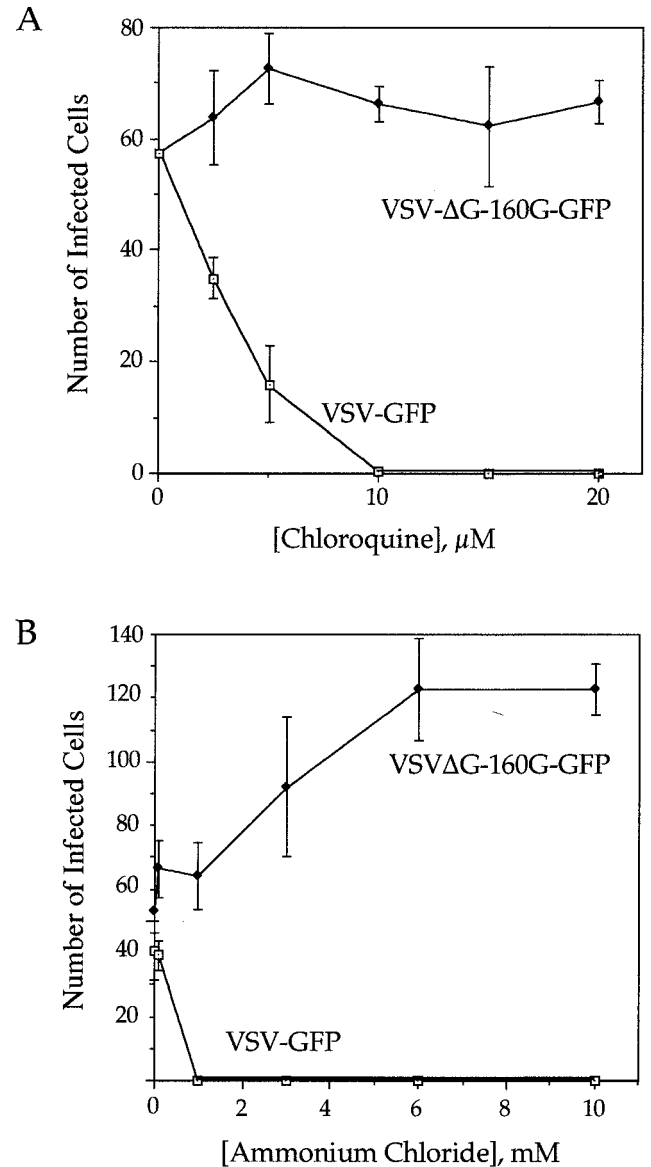 A
80
60
40
20
0
Number of Infected Cells
VSV-ΔG-160G-GFP
VSV-GFP
0 10 20
[Chloroquine], μM
B
140
120
100
80
60
40
20
Number of Infected Cells
VSVΔG-160G-GFP
VSV-GFP
0 2 4 6 8 10
[Ammonium Chloride], mM